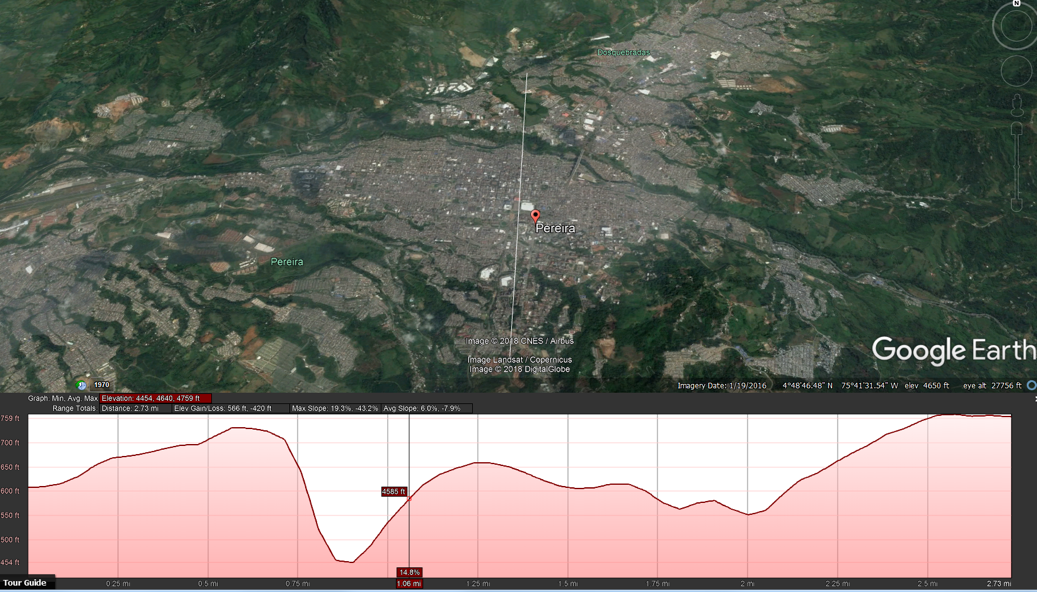 N
Dosquebradas
Pereira
Pereira
Image © 2018 CNES / Airbus
Image Landsat / Copernicus
Image © 2018 DigitalGlobe
Google Earth
1970
Imagery Date: 1/19/2016 4°48'46.48" N 75°41'31.54" W elev 4650 ft eye alt 27756 ft
Graph: Min, Avg, Max Elevation: 4454, 4640, 4759 ft
Range Totals: Distance: 2.73 mi Elev Gain/Loss: 566 ft, -420 ft Max Slope: 19.3%, -43.2% Avg Slope: 6.0%, -7.9%
759 ft
700 ft
650 ft
600 ft
4585 ft
550 ft
500 ft
454 ft
14.8%
Tour Guide
0.25 mi 0.5 mi 0.75 mi 1.06 mi 1.25 mi 1.5 mi 1.75 mi 2 mi 2.25 mi 2.5 mi 2.73 mi